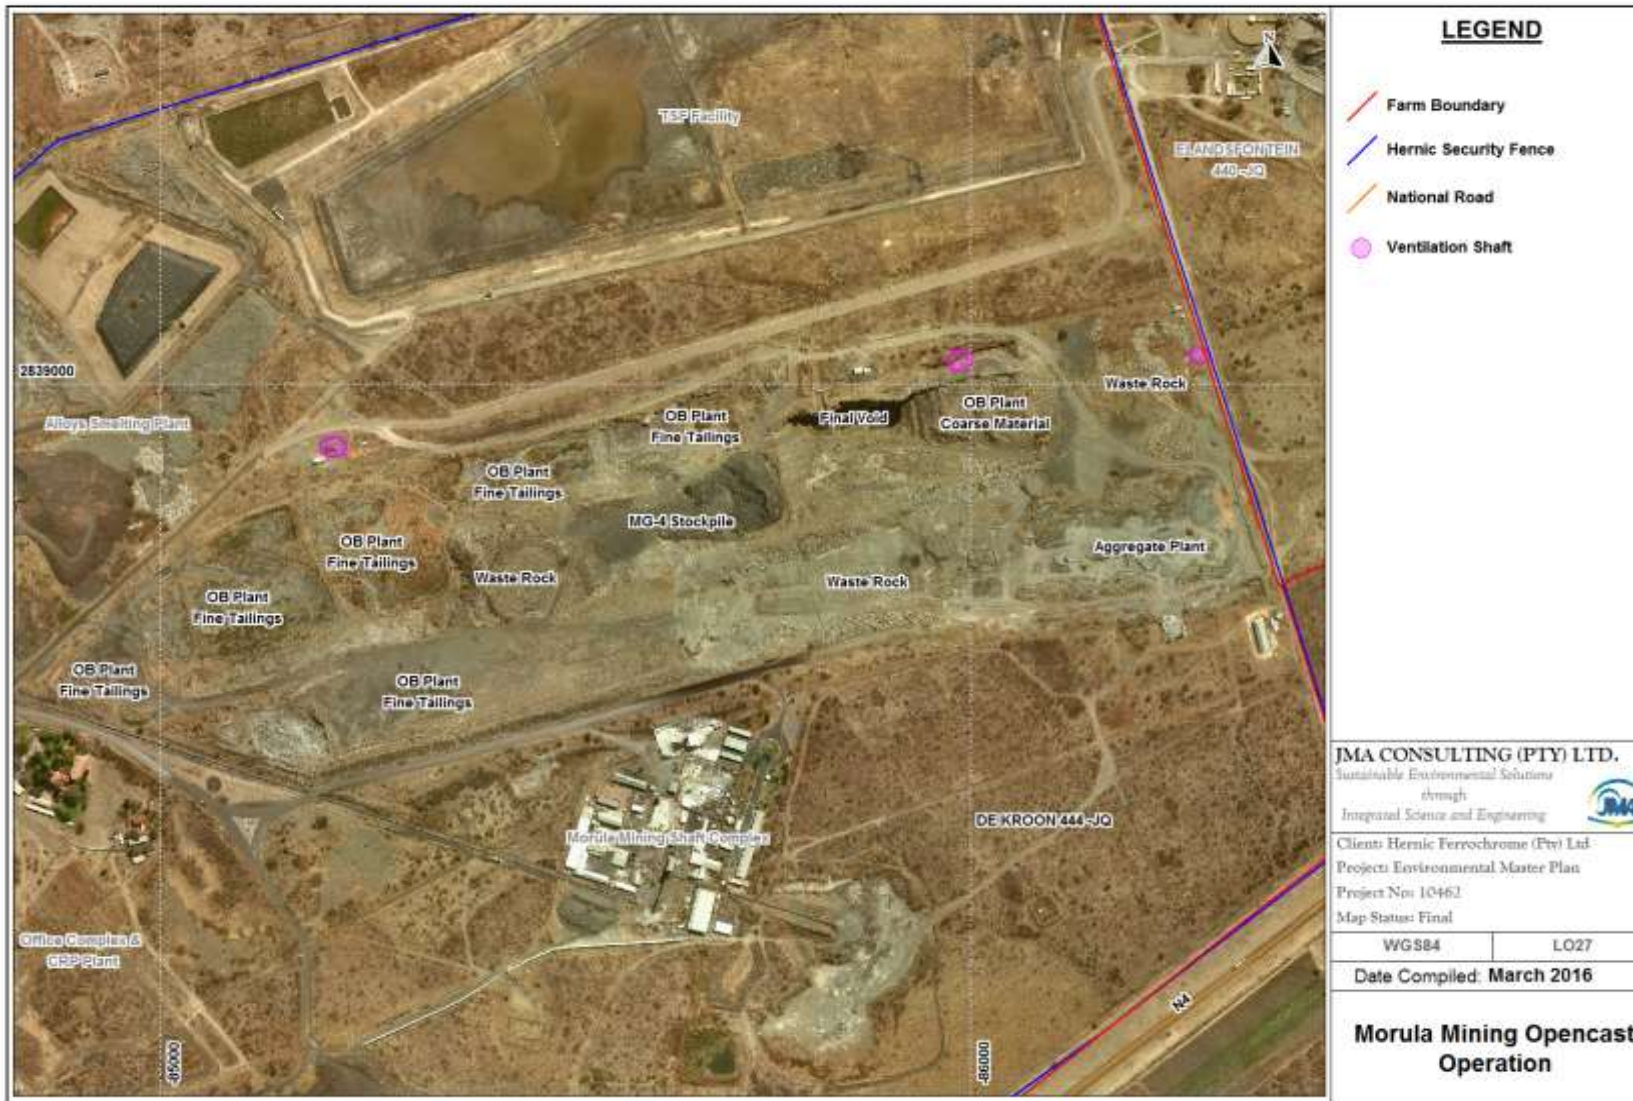 LEGEND
Farm Boundary
Hernic Security Fence
National Road
Ventilation Shaft
N
TSF Facility
ELANDSFONTEIN
440 -JQ
2839000
Alloys Smelting Plant
Waste Rock
OB Plant
Fine Tailings
Final Void
OB Plant
Coarse Material
OB Plant
Fine Tailings
MG-4 Stockpile
OB Plant
Fine Tailings
Waste Rock
Waste Rock
Aggregate Plant
OB Plant
Fine Tailings
OB Plant
Fine Tailings
OB Plant
Fine Tailings
Morula Mining Shaft Complex
DE KROON 444 -JQ
Office Complex &
CRP Plant
N4
-85000
-86000
JMA CONSULTING (PTY) LTD.
Sustainable Environmental Solutions
through
Integrated Science and Engineering
JMA
Client: Hernic Ferrochrome (Pty) Ltd
Project: Environmental Master Plan
Project No: 10462
Map Status: Final
WGS84
LO27
Date Compiled: March 2016
Morula Mining Opencast
Operation